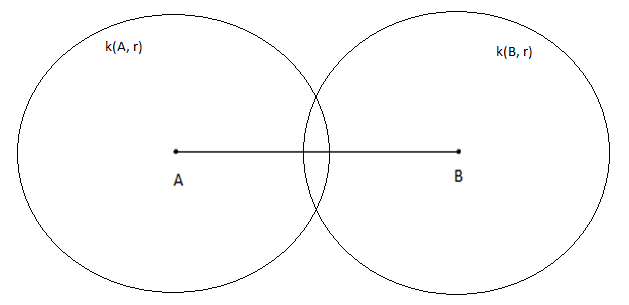 k(A, r)
k(B, r)
A
B